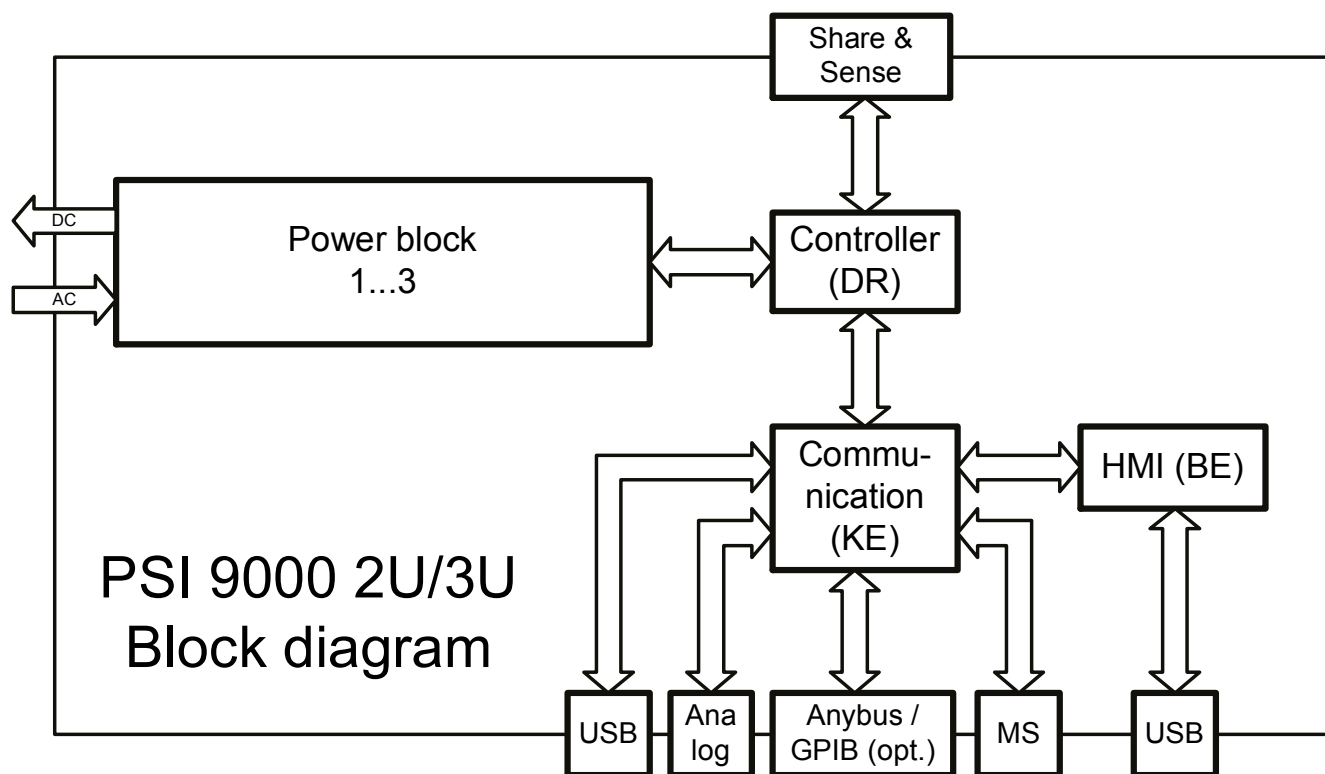 Share &
Sense
DC
AC
Power block
1...3
Controller
(DR)
Commu-
nication
(KE)
HMI (BE)
PSI 9000 2U/3U
Block diagram
USB
Ana
log
Anybus /
GPIB (opt.)
MS
USB